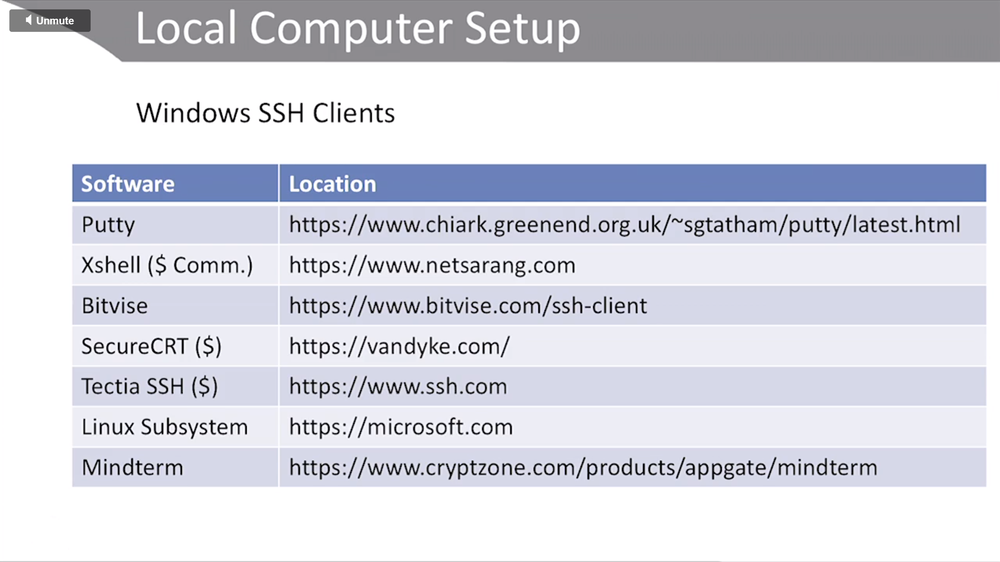 Unmute
Local Computer Setup
Windows SSH Clients
Software Location
Putty https://www.chiark.greenend.org.uk/~sgtatham/putty/latest.html
Xshell ($ Comm.) https://www.netsarang.com
Bitvise https://www.bitvise.com/ssh-client
SecureCRT ($) https://vandyke.com/
Tectia SSH ($) https://www.ssh.com
Linux Subsystem https://microsoft.com
Mindterm https://www.cryptzone.com/products/appgate/mindterm